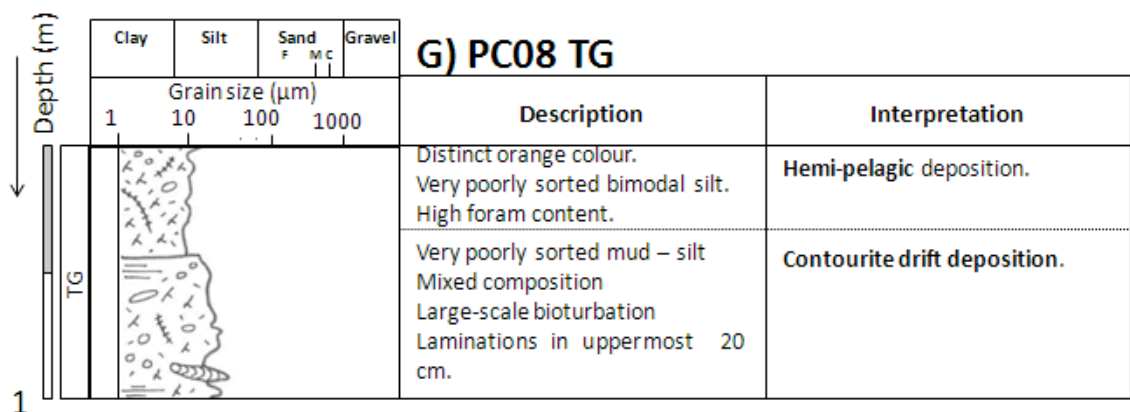 Depth (m)
Clay Silt Sand Gravel
F M C
G) PC08 TG
Grain size (μm)
1 10 100 1000
Description Interpretation
Distinct orange colour.
Very poorly sorted bimodal silt.
High foram content.
Hemi-pelagic deposition.
Very poorly sorted mud – silt
Mixed composition
Large-scale bioturbation
Laminations in uppermost 20
cm.
Contourite drift deposition.
TG
1